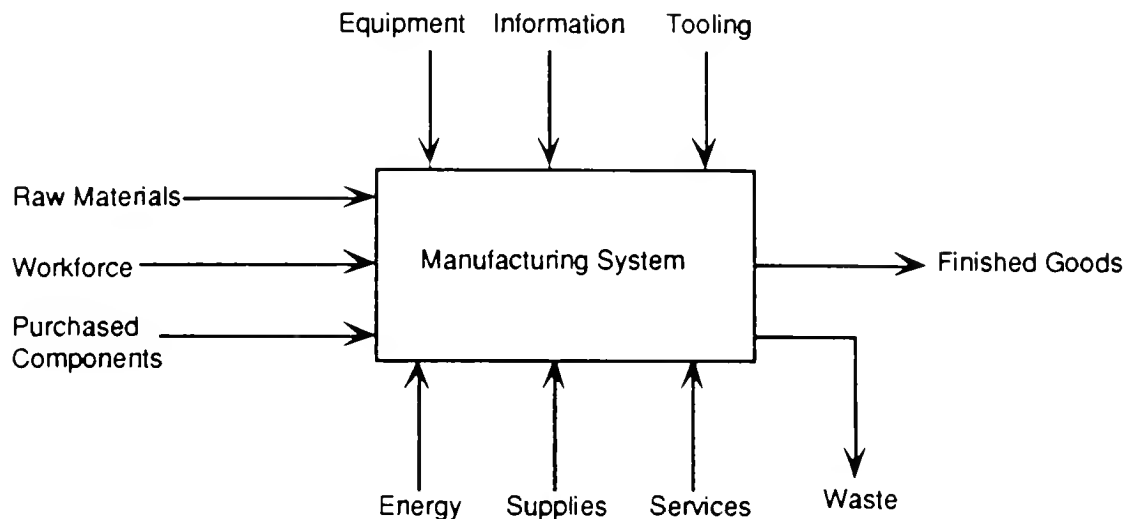 Equipment Information Tooling
Raw Materials
Workforce
Purchased
Components
Manufacturing System
Finished Goods
Energy Supplies Services
Waste